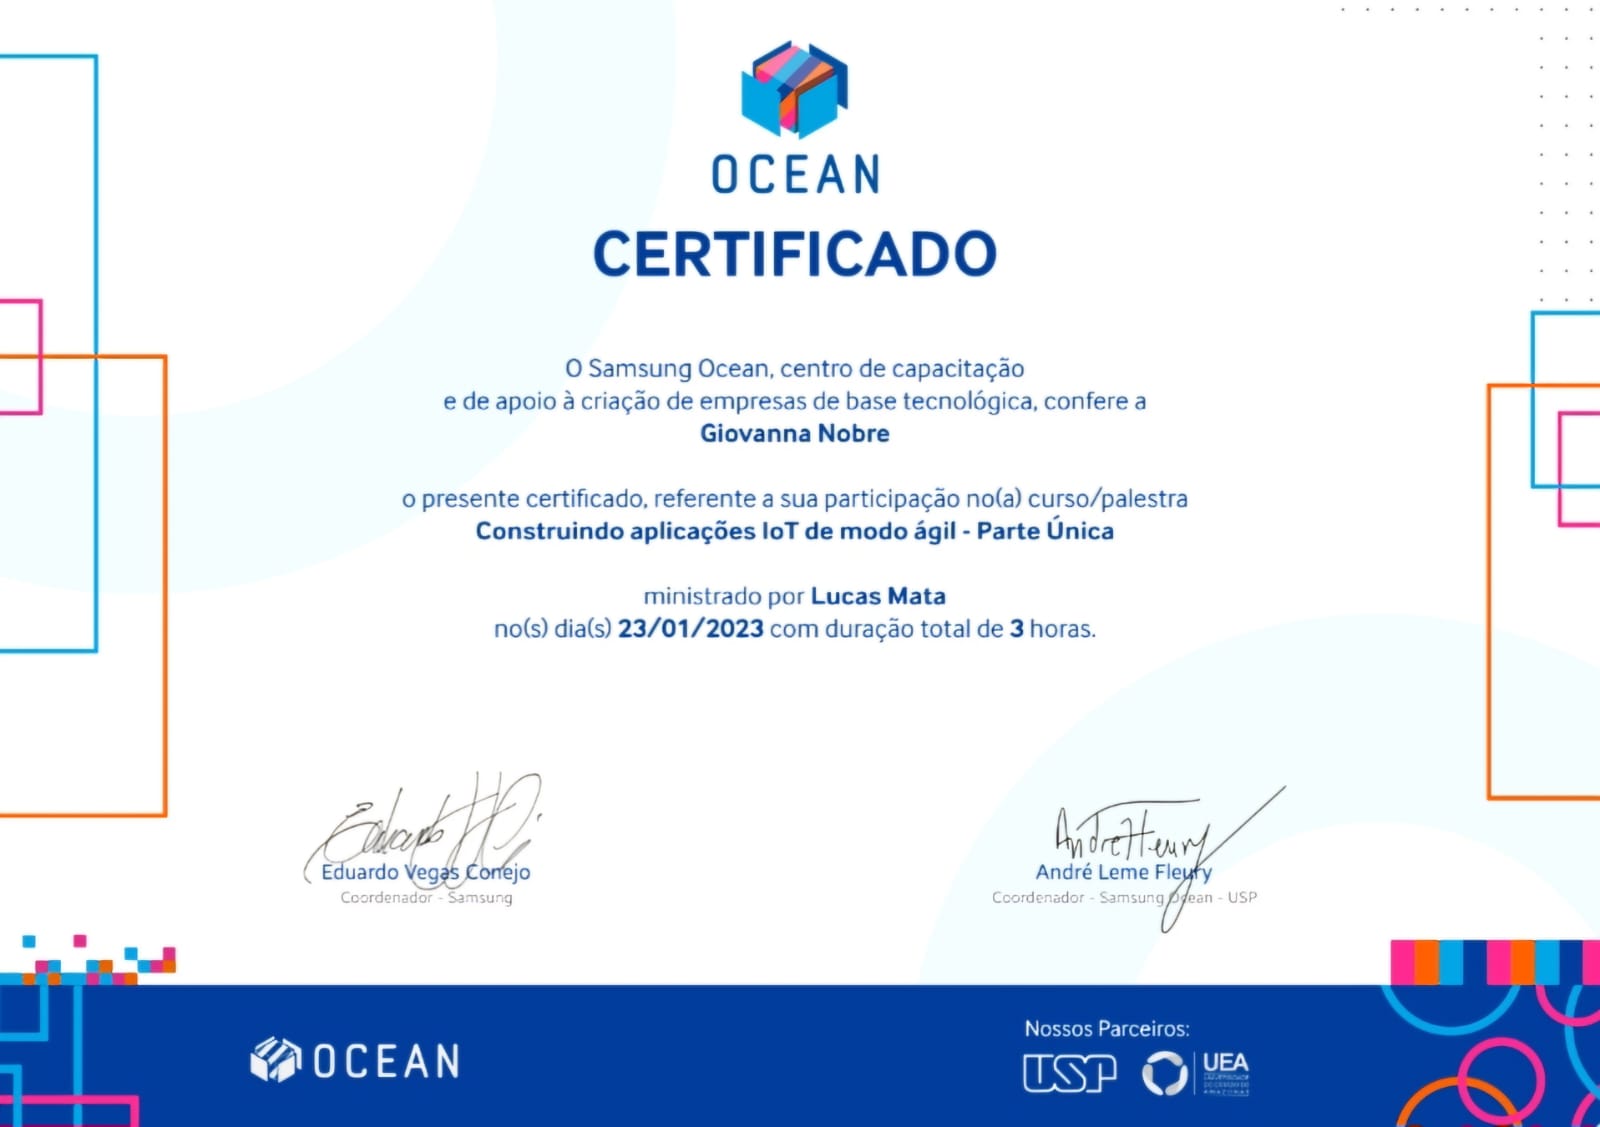 OCEAN
CERTIFICADO
O Samsung Ocean, centro de capacitação
e de apoio à criação de empresas de base tecnológica, confere a
Giovanna Nobre
o presente certificado, referente a sua participação no(a) curso/palestra
Construindo aplicações IoT de modo ágil - Parte Única
ministrado por Lucas Mata
no(s) dia(s) 23/01/2023 com duração total de 3 horas.
Eduardo Vegas Conejo
Coordenador - Samsung
André Leme Fleury
Coordenador - Samsung Ocean - USP
OCEAN
Nossos Parceiros:
USP
UEA